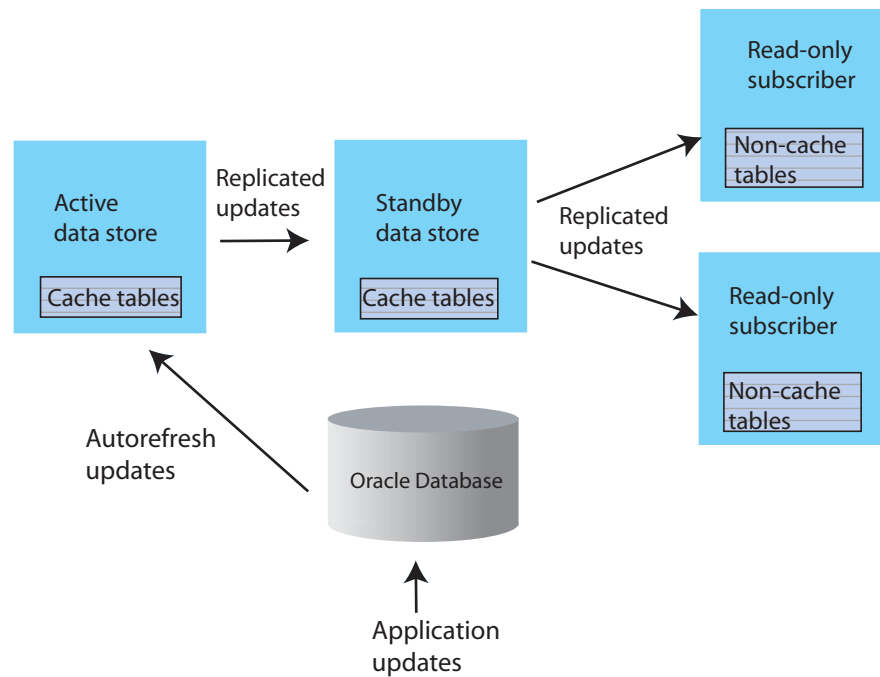 Read-only
subscriber
Non-cache
tables
Active
data store
Cache tables
Replicated
updates
Standby
data store
Cache tables
Replicated
updates
Read-only
subscriber
Non-cache
tables
Autorefresh
updates
Oracle Database
Application
updates